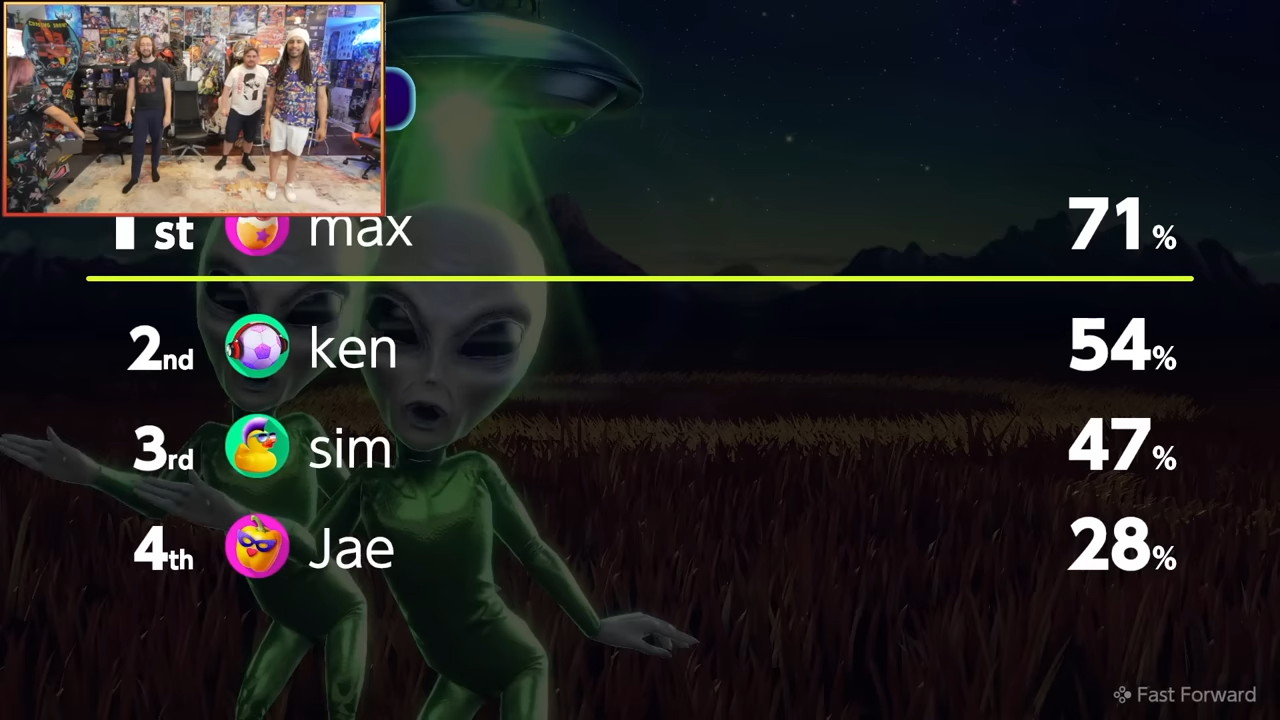 1st max 71%
2nd ken 54%
3rd sim 47%
4th Jae 28%
Fast Forward